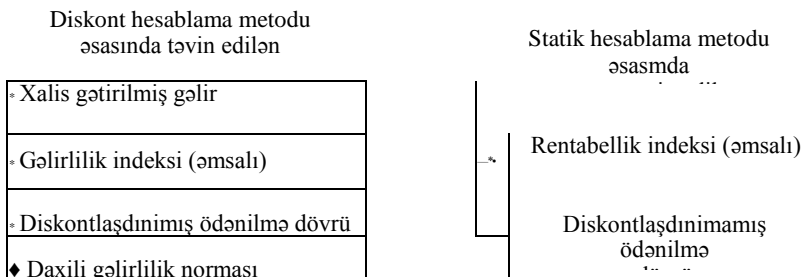 Diskont hesablama metodu
əsasında təvin edilən
* Xalis gətirilmiş gəlir
* Gəlirlilik indeksi (əmsalı)
* Diskontlaşdınimış ödənilmə dövrü
♦ Daxili gəlirlilik norması
Statik hesablama metodu
əsasmda
Rentabellik indeksi (əmsalı)
Diskontlaşdınimamış
ödənilmə